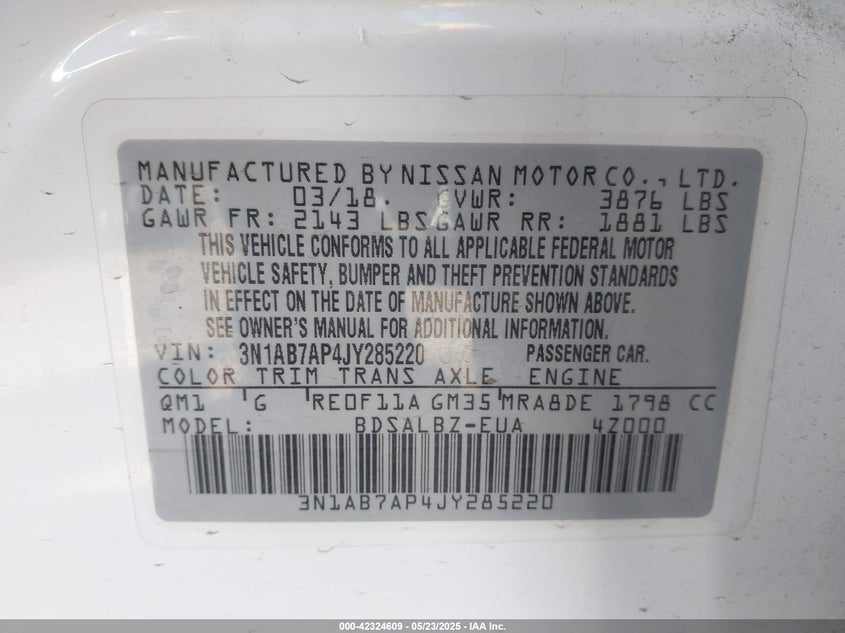 MANUFACTURED BY NISSAN MOTOR CO., LTD.
DATE: 03/18. GVWR: 3876 LBS
GAWR FR: 2143 LBS GAWR RR: 1881 LBS
THIS VEHICLE CONFORMS TO ALL APPLICABLE FEDERAL MOTOR
VEHICLE SAFETY, BUMPER AND THEFT PREVENTION STANDARDS
IN EFFECT ON THE DATE OF MANUFACTURE SHOWN ABOVE.
SEE OWNER'S MANUAL FOR ADDITIONAL INFORMATION.
VIN: 3N1AB7AP4JY285220 PASSENGER CAR.
COLOR TRIM TRANS AXLE ENGINE
QM1 'G 'RE0F11A GM35'MRA8DE 1798 CC
MODEL: BDSALBZ-EUA 4Z000
3N1AB7AP4JY285220
000-42324609 - 05/23/2025 - IAA Inc.